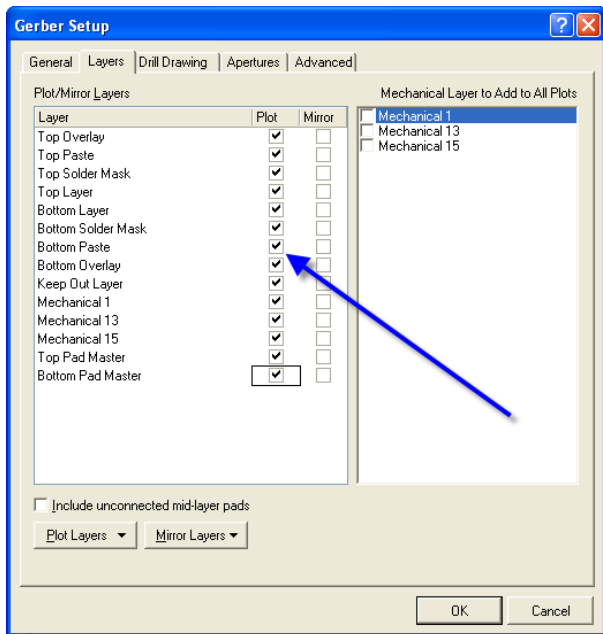 Gerber Setup
General Layers Drill Drawing Apertures Advanced
Plot/Mirror Layers Mechanical Layer to Add to All Plots
Layer Plot Mirror Mechanical 1
Top Overlay Mechanical 13
Top Paste Mechanical 15
Top Solder Mask
Top Layer
Bottom Layer
Bottom Solder Mask
Bottom Paste
Bottom Overlay
Keep Out Layer
Mechanical 1
Mechanical 13
Mechanical 15
Top Pad Master
Bottom Pad Master
Include unconnected mid-layer pads
Plot Layers Mirror Layers
OK Cancel